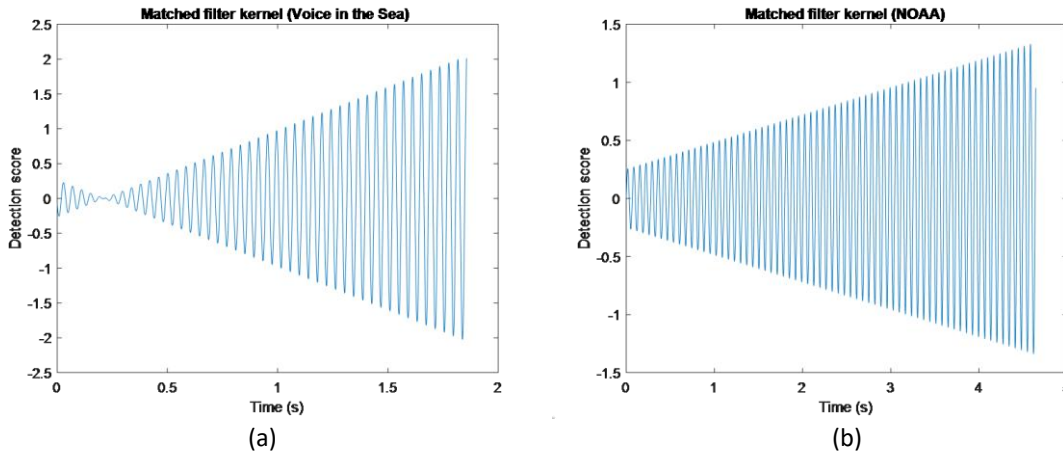 Matched filter kernel (Voice in the Sea)
2.5
2
1.5
1
0.5
0
-0.5
-1
-1.5
-2
-2.5
Detection score
0 0.5 1 1.5 2
Time (s)
(a)
Matched filter kernel (NOAA)
1.5
1
0.5
0
-0.5
-1
-1.5
Detection score
0 1 2 3 4
Time (s)
(b)